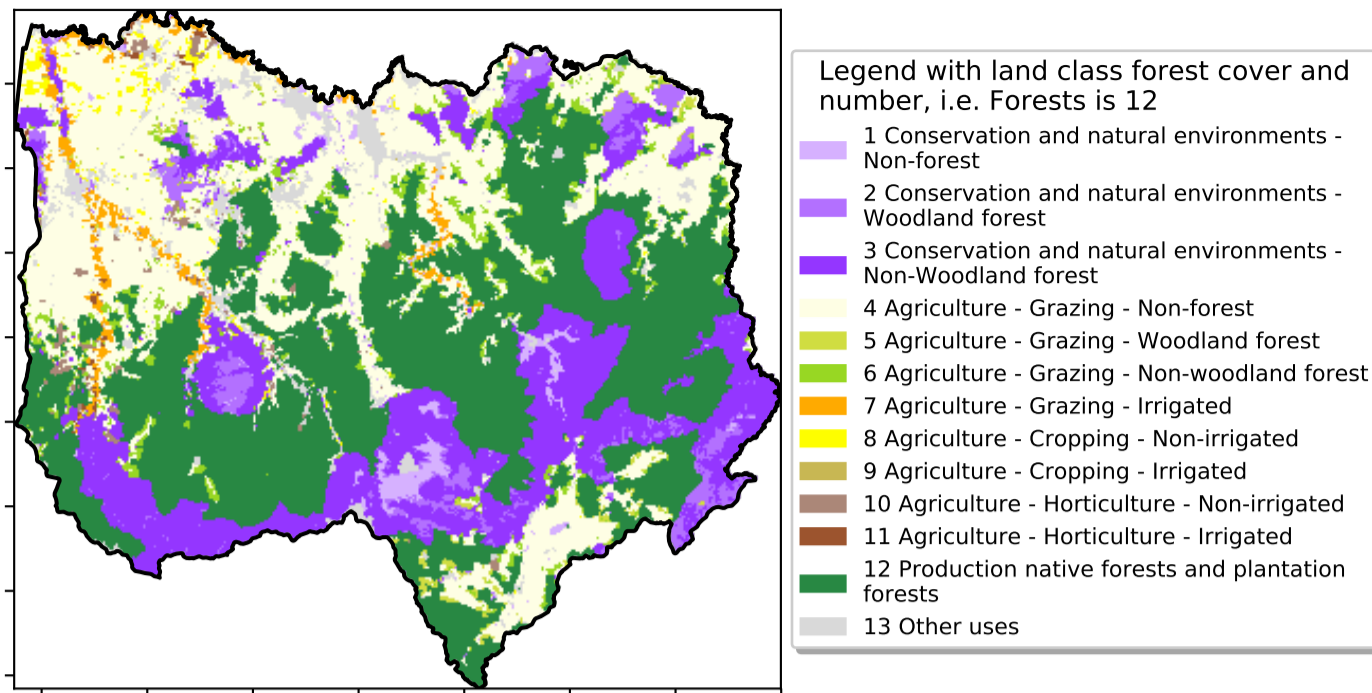 Legend with land class forest cover and
number, i.e. Forests is 12
1 Conservation and natural environments -
Non-forest
2 Conservation and natural environments -
Woodland forest
3 Conservation and natural environments -
Non-Woodland forest
4 Agriculture - Grazing - Non-forest
5 Agriculture - Grazing - Woodland forest
6 Agriculture - Grazing - Non-woodland forest
7 Agriculture - Grazing - Irrigated
8 Agriculture - Cropping - Non-irrigated
9 Agriculture - Cropping - Irrigated
10 Agriculture - Horticulture - Non-irrigated
11 Agriculture - Horticulture - Irrigated
12 Production native forests and plantation
forests
13 Other uses